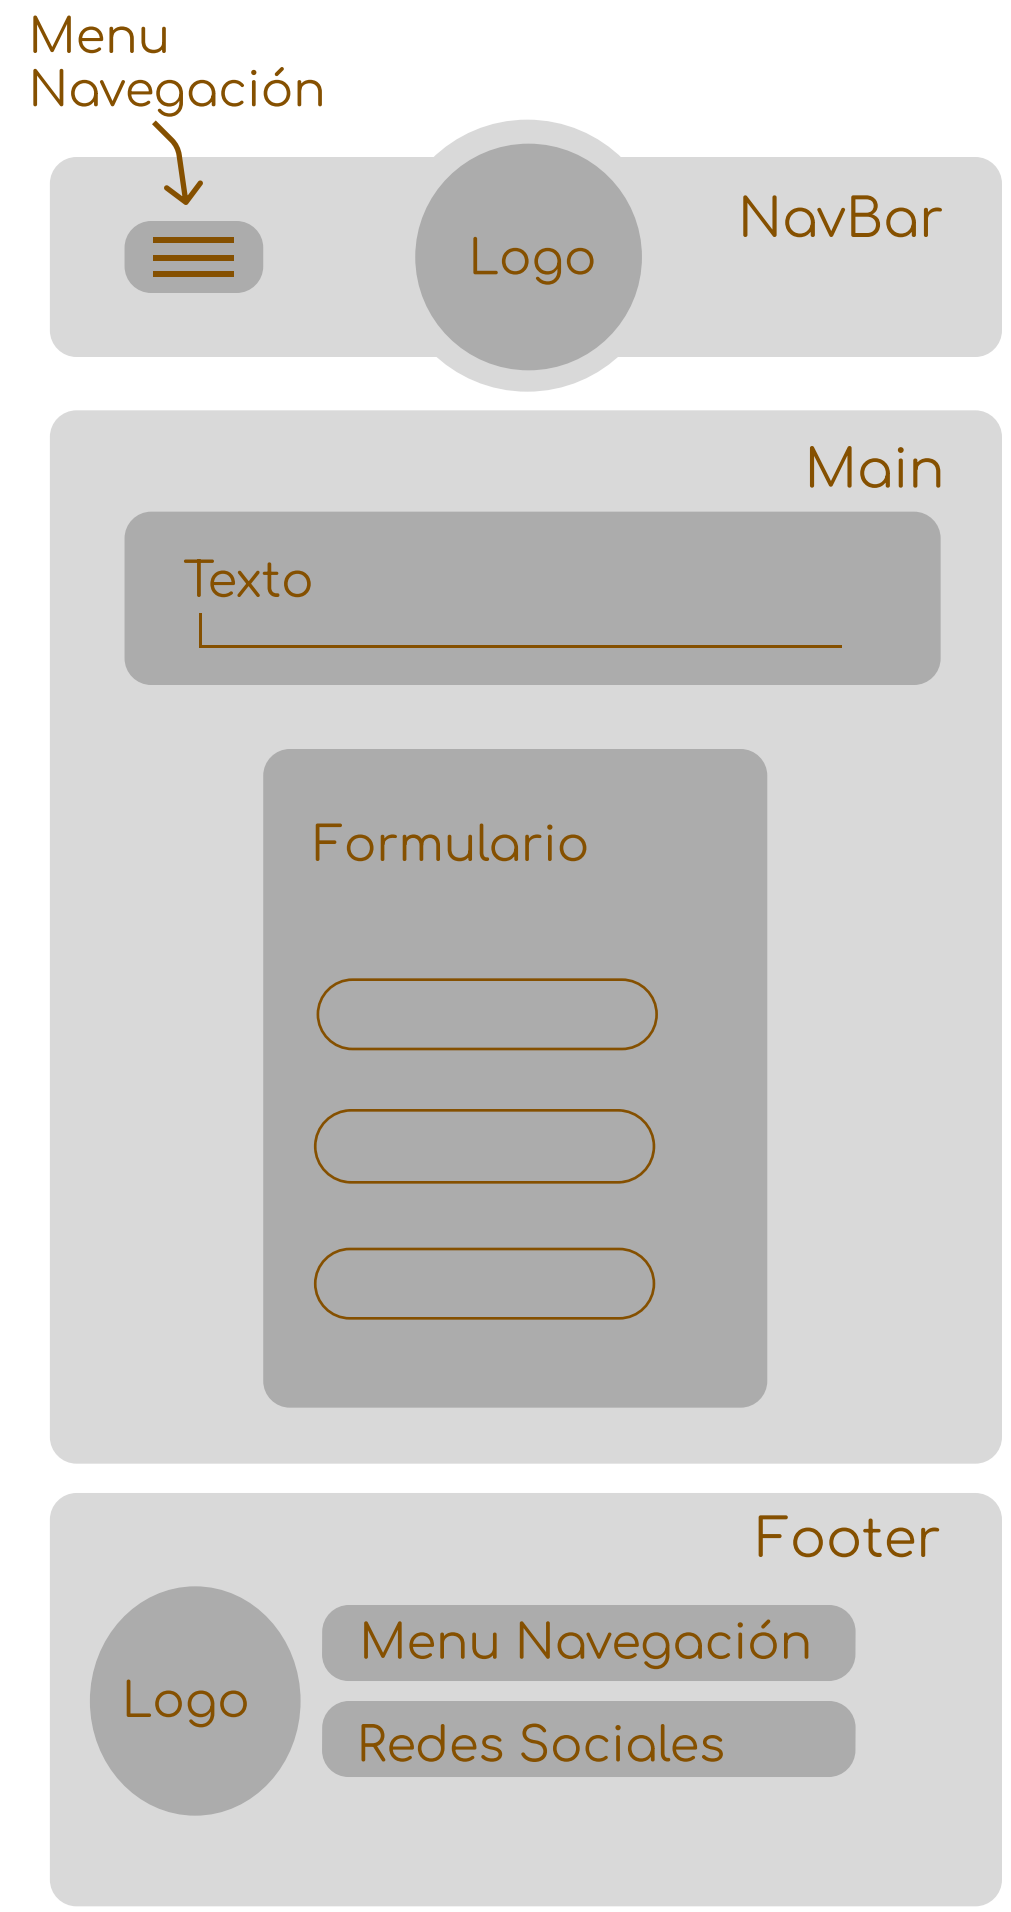 Menu
Navegación
NavBar
Logo
Main
Texto
Formulario
Footer
Menu Navegación
Logo
Redes Sociales